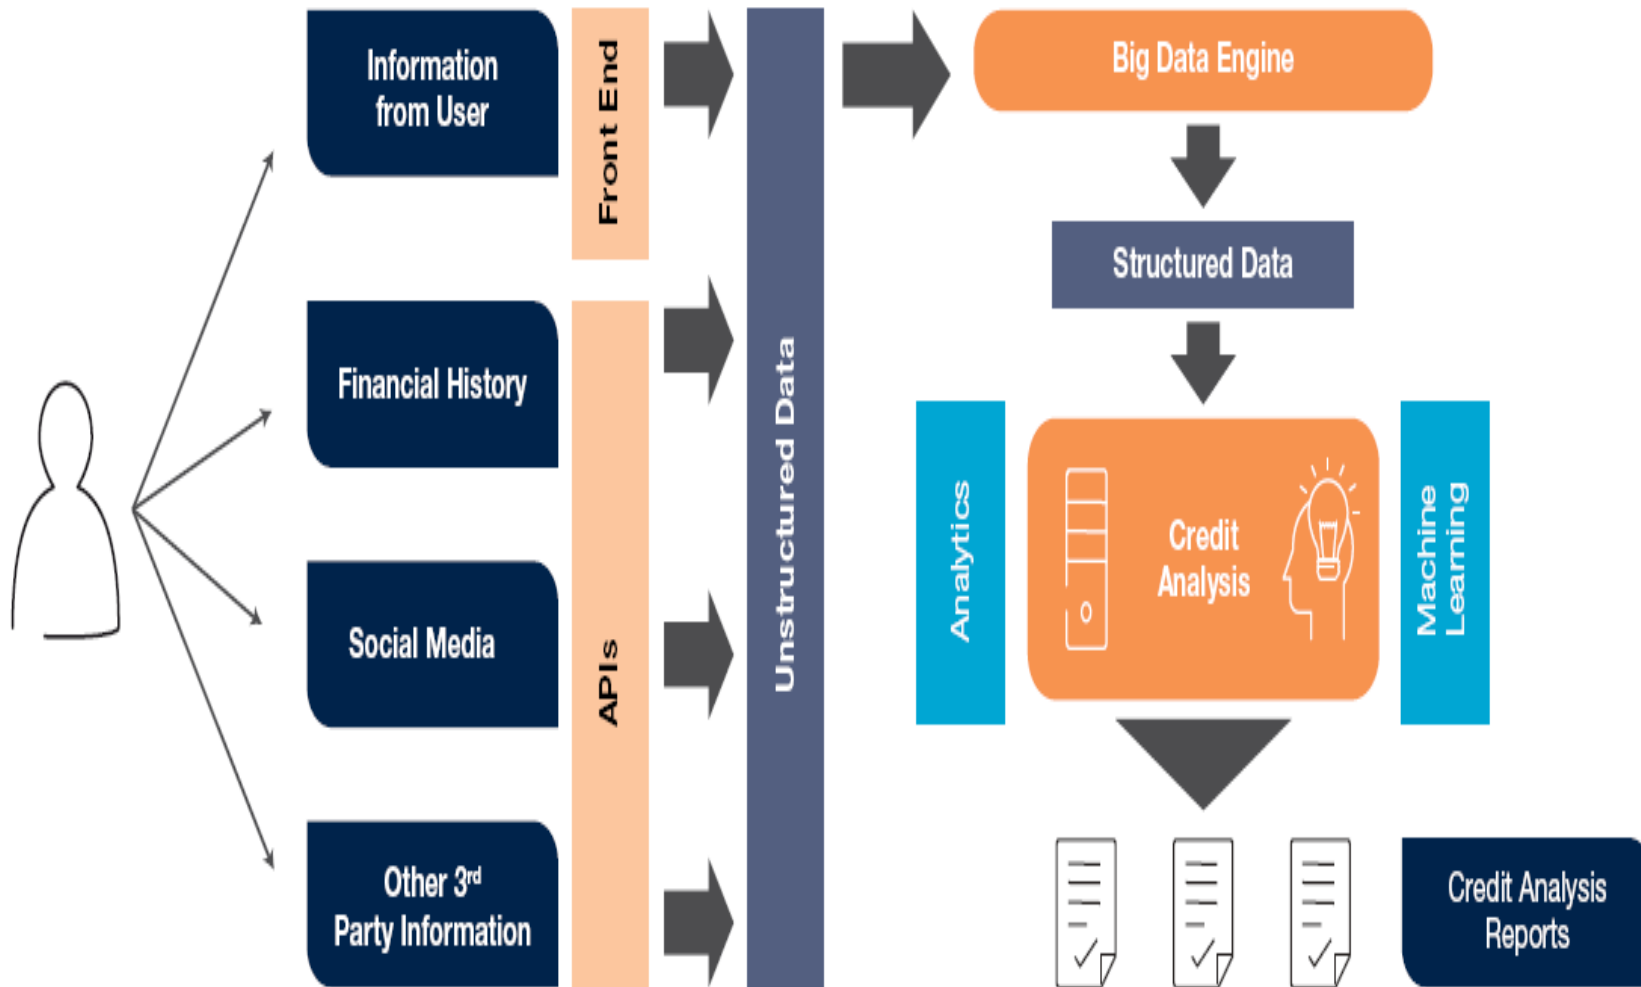 Information
from User
Front End
Financial History
Social Media
APIs
Other 3rd
Party Information
Unstructured Data
Big Data Engine
Structured Data
Analytics
Credit
Analysis
Machine
Learning
Credit Analysis
Reports